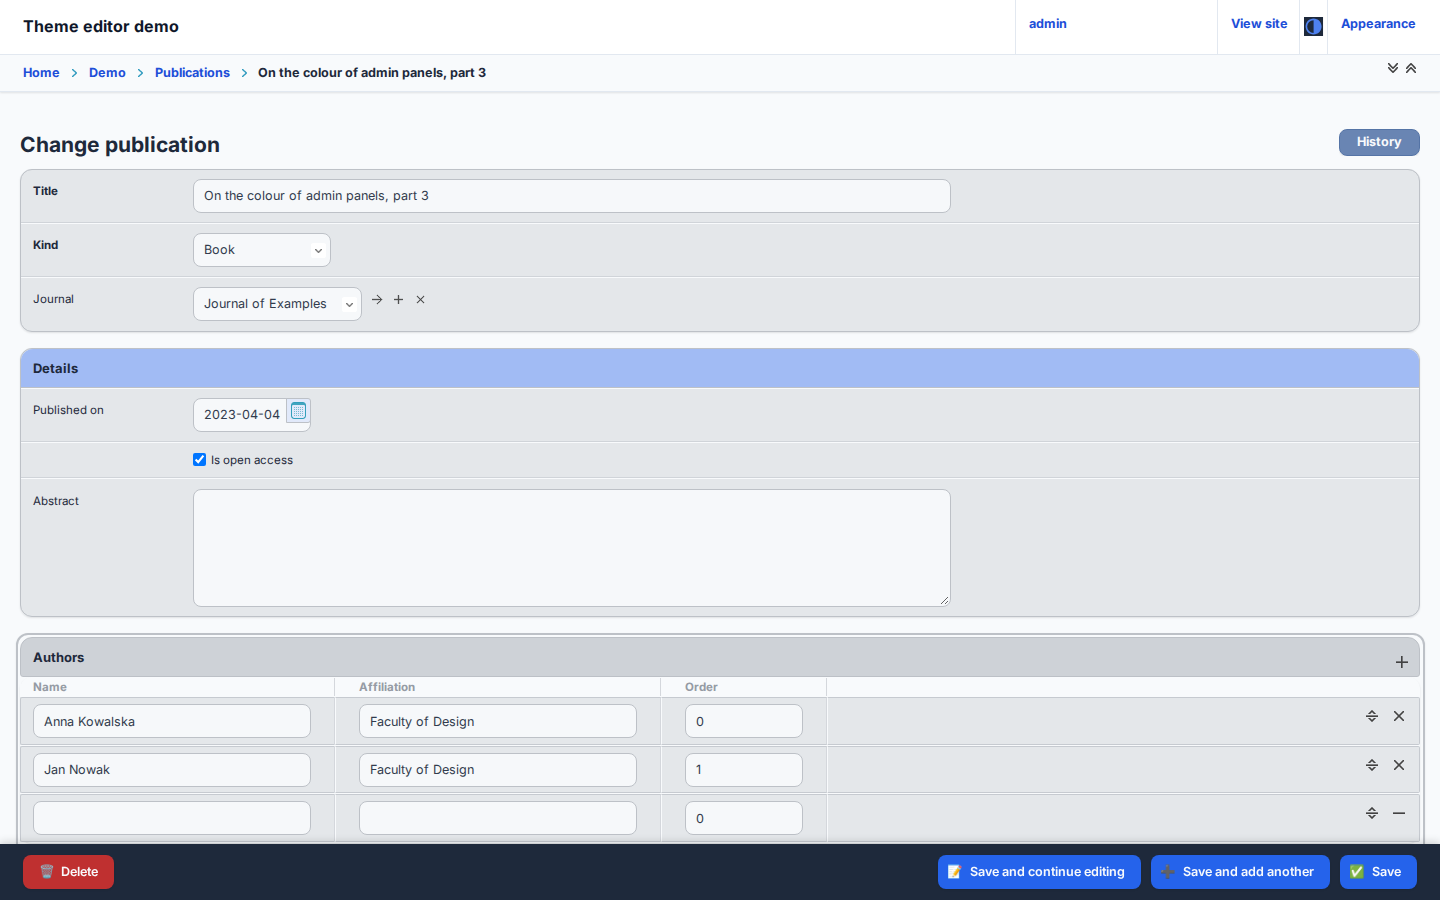 Theme editor demo
admin
View site
Appearance
Home
Demo
Publications
On the colour of admin panels, part 3
Change publication
History
Title
On the colour of admin panels, part 3
Kind
Book
Journal
Journal of Examples
Details
Published on
2023-04-04
Is open access
Abstract
Authors
Name Affiliation Order
Anna Kowalska Faculty of Design 0
Jan Nowak Faculty of Design 1
0
Delete
Save and continue editing
Save and add another
Save